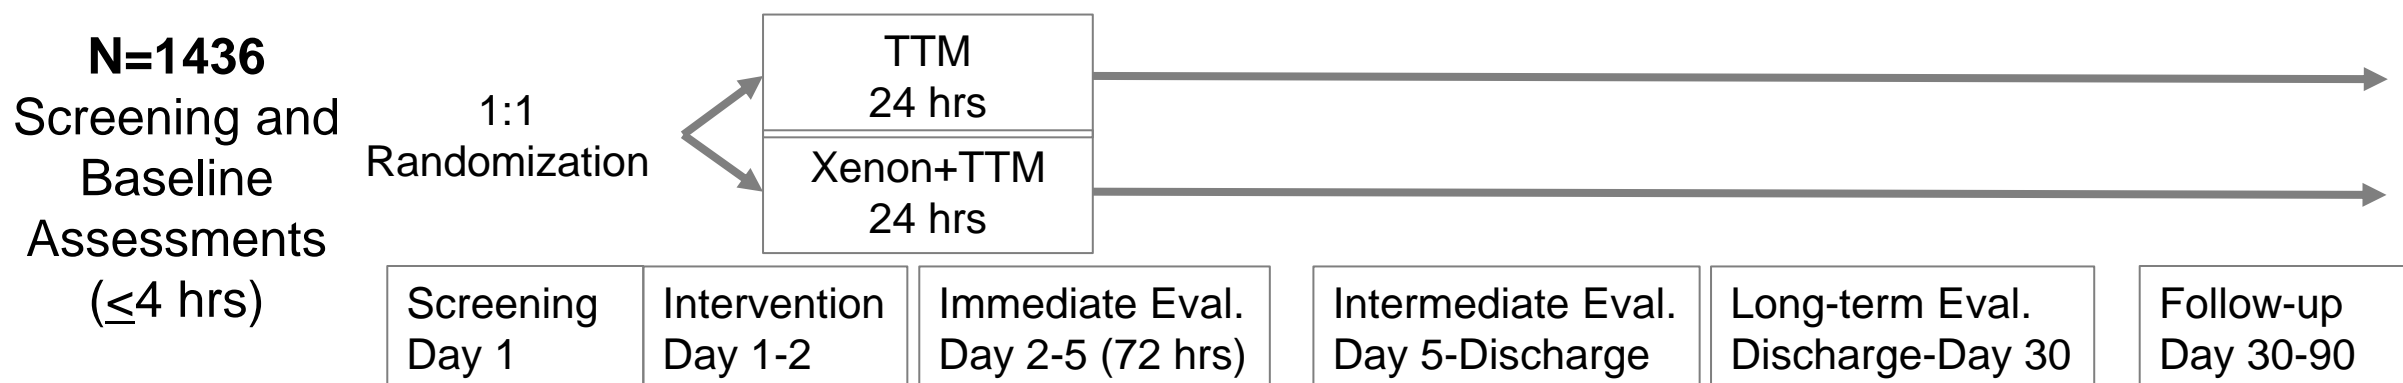 N=1436
Screening and
Baseline
Assessments
(≤4 hrs)
1:1
Randomization
TTM
24 hrs
Xenon+TTM
24 hrs
Screening
Day 1
Intervention
Day 1-2
Immediate Eval.
Day 2-5 (72 hrs)
Intermediate Eval.
Day 5-Discharge
Long-term Eval.
Discharge-Day 30
Follow-up
Day 30-90